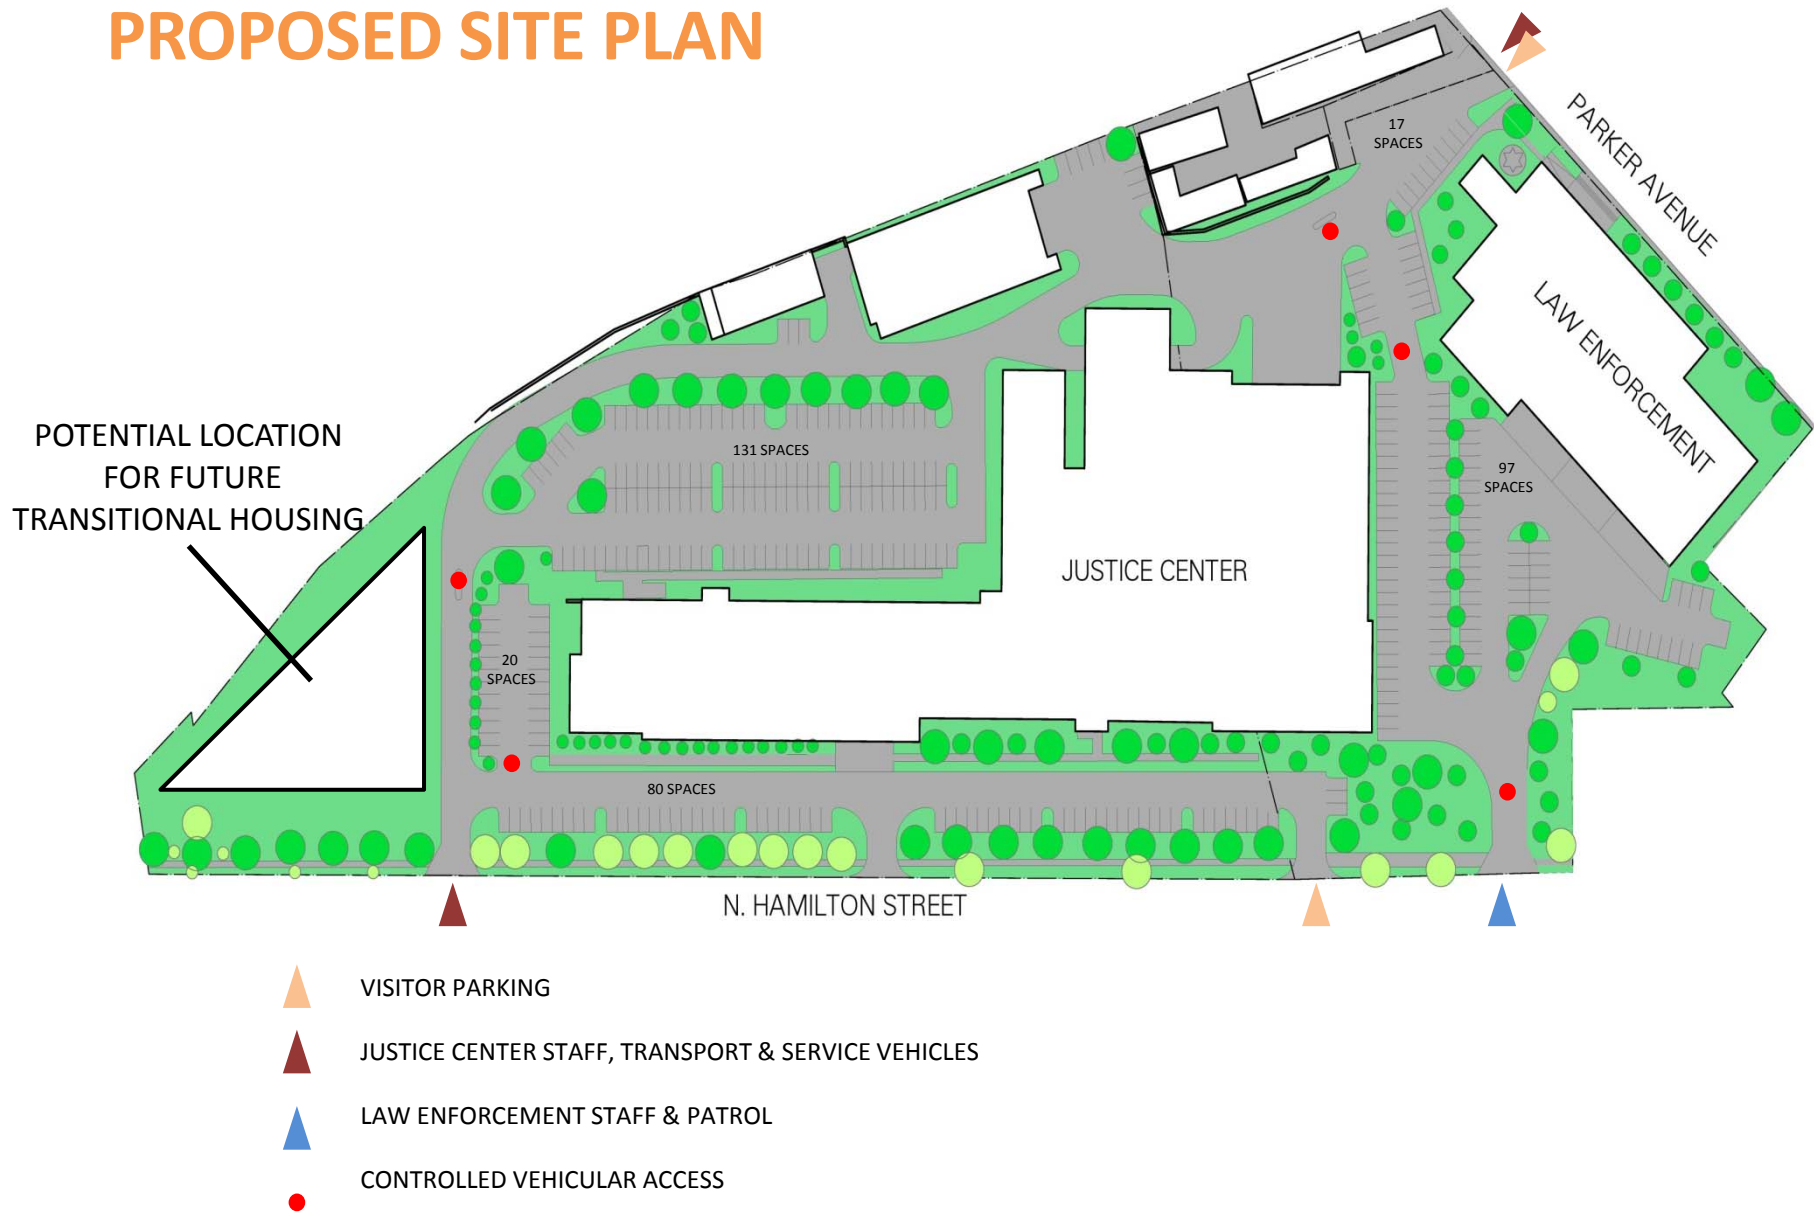 PROPOSED SITE PLAN
PARKER AVENUE
17
SPACES
LAW ENFORCEMENT
POTENTIAL LOCATION
FOR FUTURE
TRANSITIONAL HOUSING
131 SPACES
97
SPACES
JUSTICE CENTER
20
SPACES
80 SPACES
N. HAMILTON STREET
VISITOR PARKING
JUSTICE CENTER STAFF, TRANSPORT & SERVICE VEHICLES
LAW ENFORCEMENT STAFF & PATROL
CONTROLLED VEHICULAR ACCESS